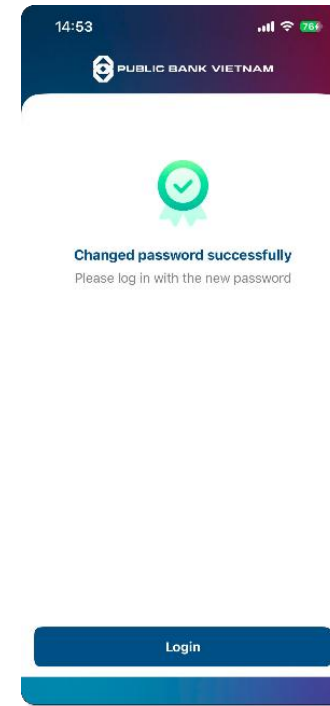 14:53
76
PUBLIC BANK VIETNAM
Changed password successfully
Please log in with the new password
Login